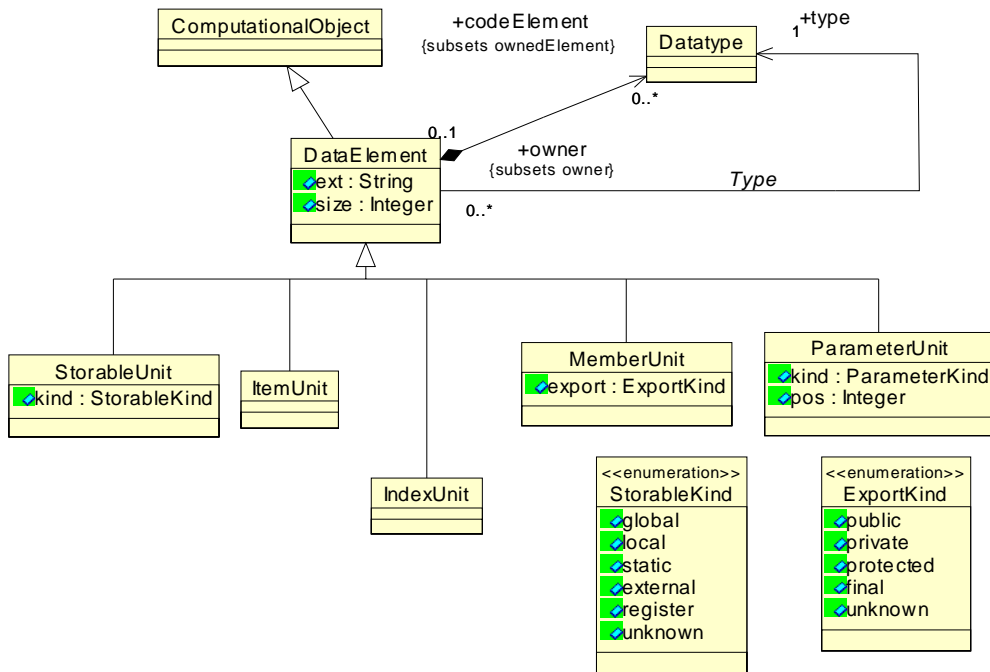 ComputationalObject
+codeElement
{subsets ownedElement}
Datatype
1
+type
0..*
0..1
+owner
{subsets owner}
Type
0..*
DataElement
ext : String
size : Integer
StorableUnit
kind : StorableKind
ItemUnit
IndexUnit
MemberUnit
export : ExportKind
ParameterUnit
kind : ParameterKind
pos : Integer
<<enumeration>>
StorableKind
global
local
static
external
register
unknown
<<enumeration>>
ExportKind
public
private
protected
final
unknown